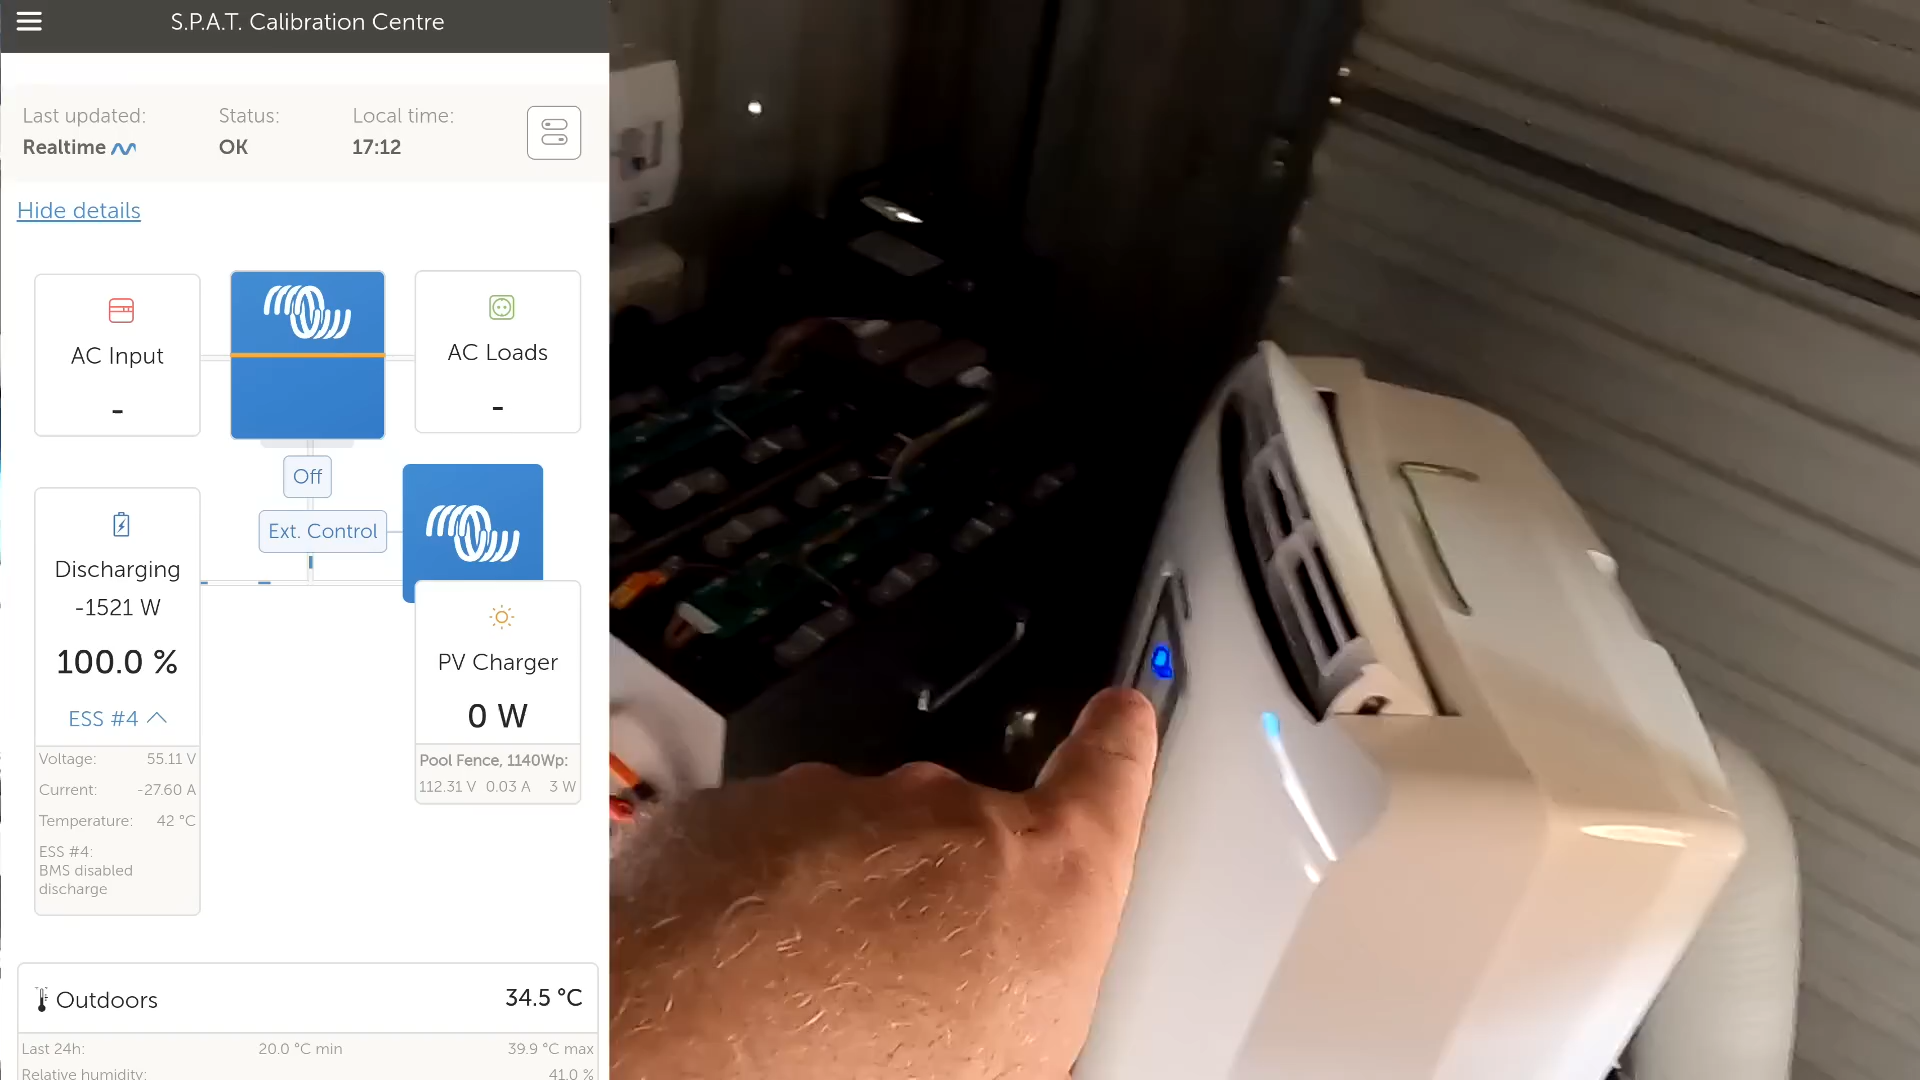 S.P.A.T. Calibration Centre
Last updated: Status: Local time:
Realtime OK 17:12
Hide details
AC Input
-
AC Loads
-
Off
Ext. Control
Discharging
-1521 W
100.0 %
ESS #4
Voltage: 55.11 V
Current: -27.60 A
Temperature: 42 °C
ESS #4:
BMS disabled
discharge
PV Charger
0 W
Pool Fence, 1140Wp:
112.31 V 0.03 A 3 W
Outdoors 34.5 °C
Last 24h: 20.0 °C min 39.9 °C max
Relative humidity: 41.0 %